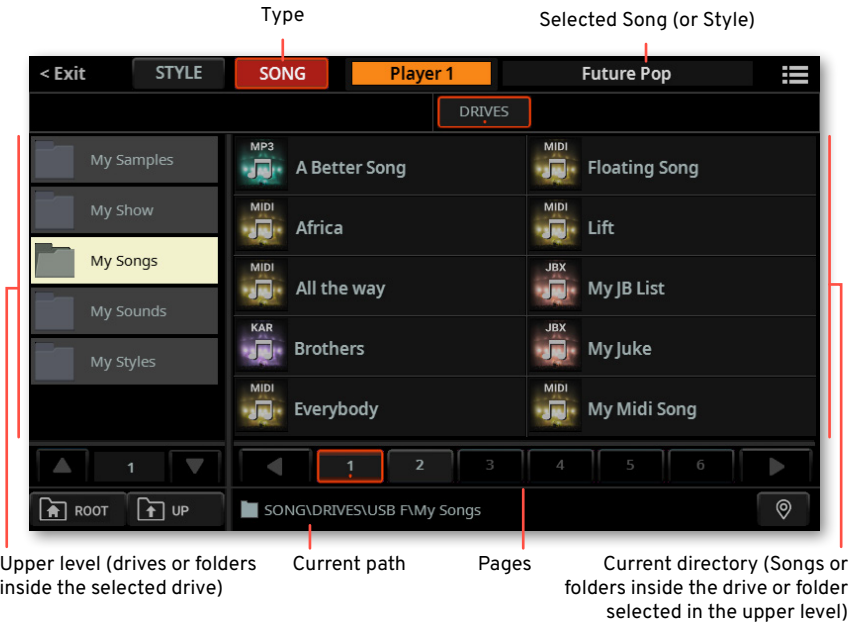 Type
Selected Song (or Style)
< Exit
STYLE
SONG
Player 1
Future Pop
DRIVES
My Samples
My Show
My Songs
My Sounds
My Styles
MP3
A Better Song
MIDI
Floating Song
MIDI
Africa
MIDI
Lift
MIDI
All the way
JBX
My JB List
KAR
Brothers
JBX
My Juke
MIDI
Everybody
MIDI
My Midi Song
1
1
2
3
4
5
6
ROOT
UP
SONG\DRIVES\USB F\My Songs
Upper level (drives or folders
inside the selected drive)
Current path
Pages
Current directory (Songs or
folders inside the drive or folder
selected in the upper level)